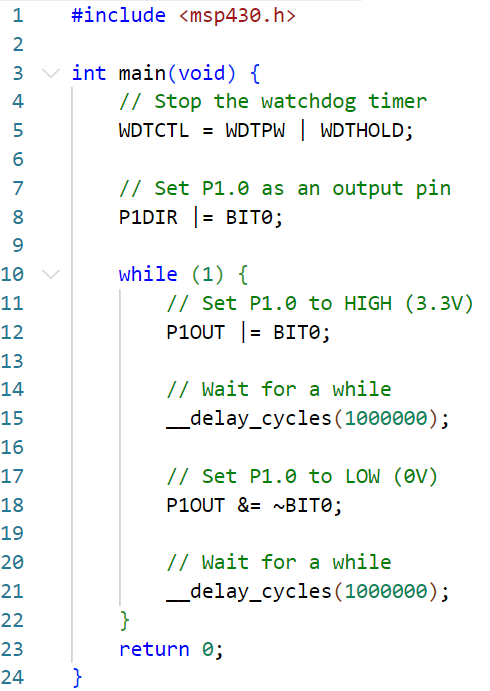 1 #include <msp430.h>
2
3 int main(void) {
4 // Stop the watchdog timer
5 WDTCTL = WDTPW | WDTHOLD;
6
7 // Set P1.0 as an output pin
8 P1DIR |= BIT0;
9
10 while (1) {
11 // Set P1.0 to HIGH (3.3V)
12 P1OUT |= BIT0;
13
14 // Wait for a while
15 __delay_cycles(1000000);
16
17 // Set P1.0 to LOW (0V)
18 P1OUT &= ~BIT0;
19
20 // Wait for a while
21 __delay_cycles(1000000);
22 }
23 return 0;
24 }